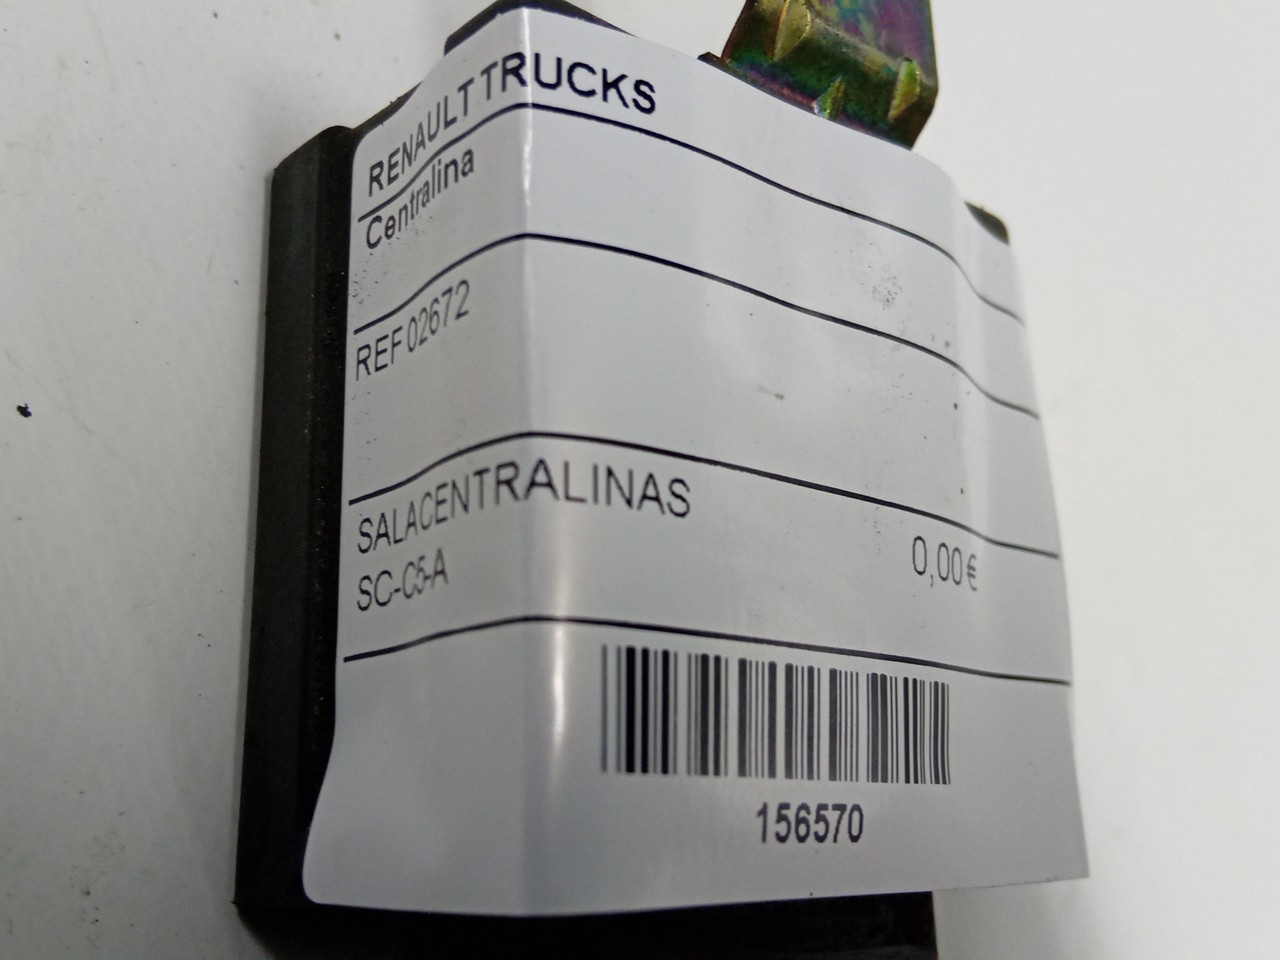 RENAULT TRUCKS
Centralina
REF 02672
SALACENTRALINAS
SC-C5-A
0,00€
156570